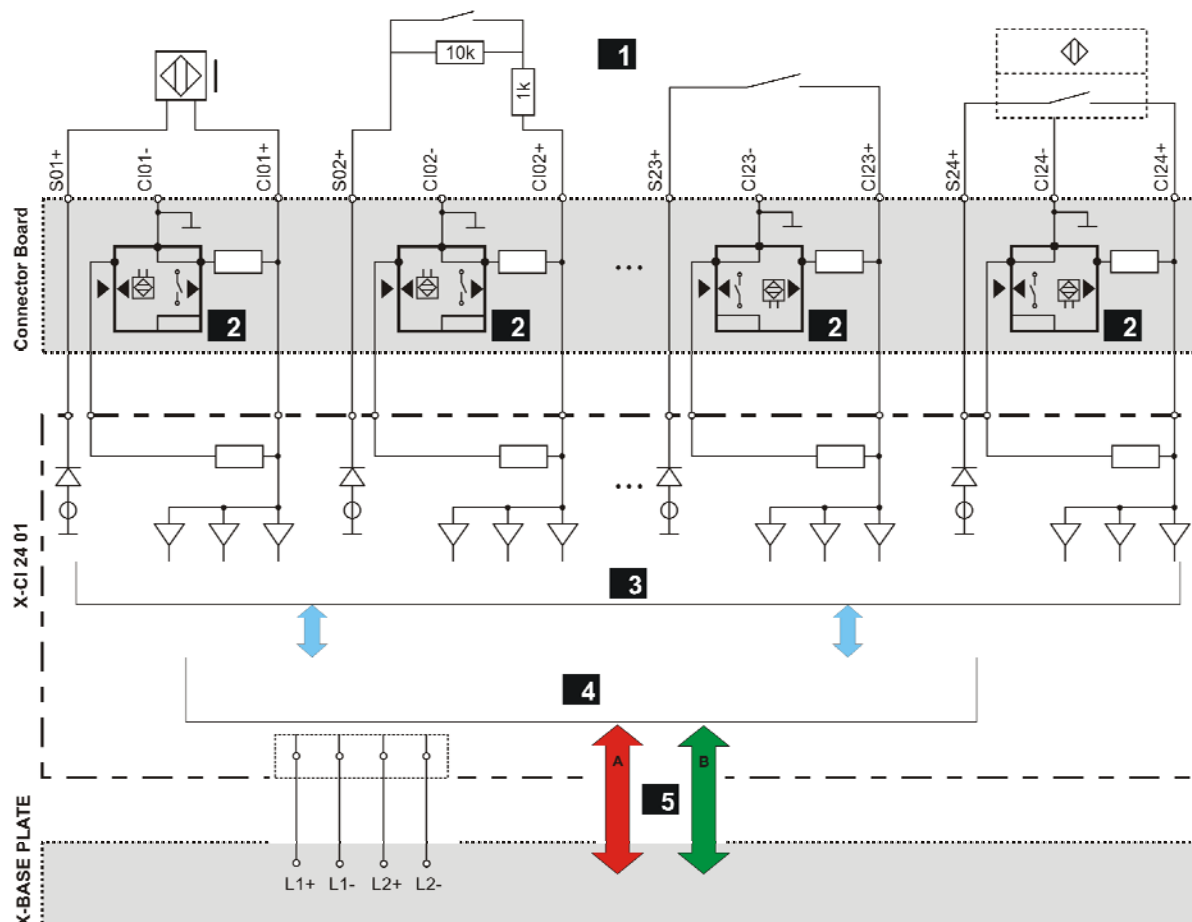 1
10k
1k
S01+
CI01-
CI01+
S02+
CI02-
CI02+
S23+
CI23-
CI23+
S24+
CI24-
CI24+
Connector Board
2
2
...
2
2
X-CI 24 01
...
3
4
A
B
5
X-BASE PLATE
L1+ L1- L2+ L2-